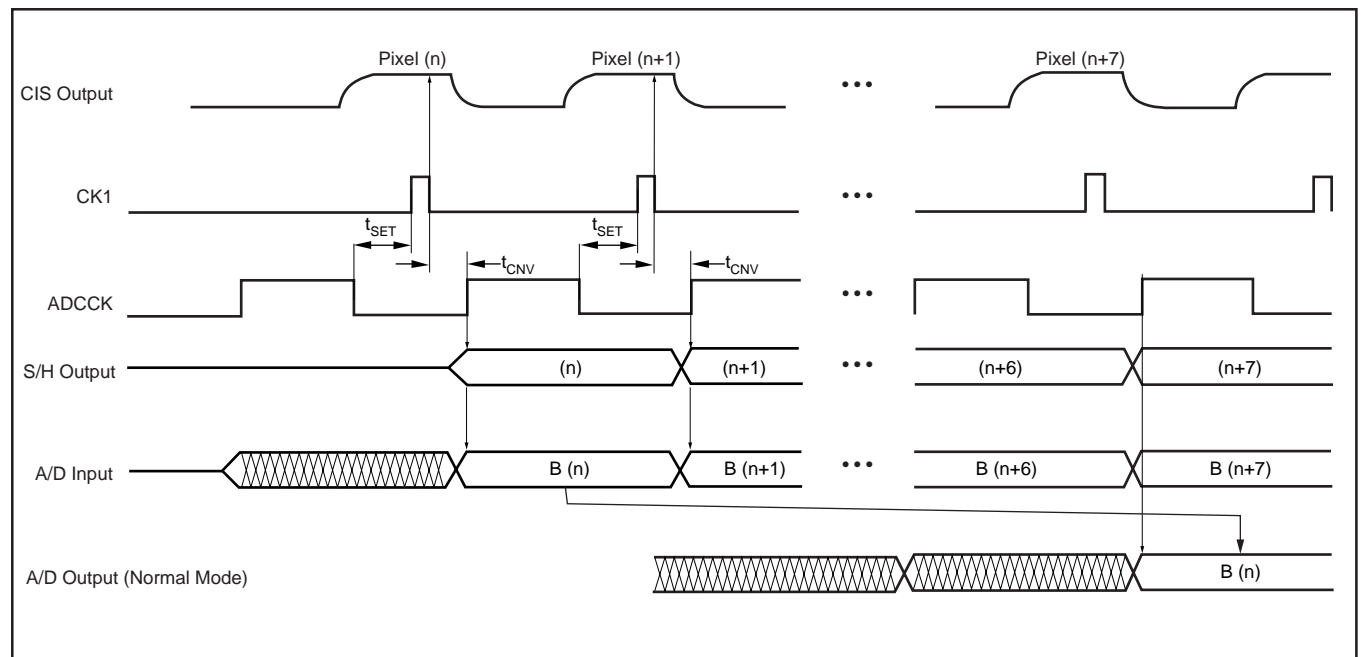 Pixel (n) Pixel (n+1) Pixel (n+7)
CIS Output •••
CK1 •••
tSET tSET
tCNV tCNV
ADCCK •••
S/H Output (n) (n+1) ••• (n+6) (n+7)
A/D Input B (n) B (n+1) ••• B (n+6) B (n+7)
A/D Output (Normal Mode) B (n)